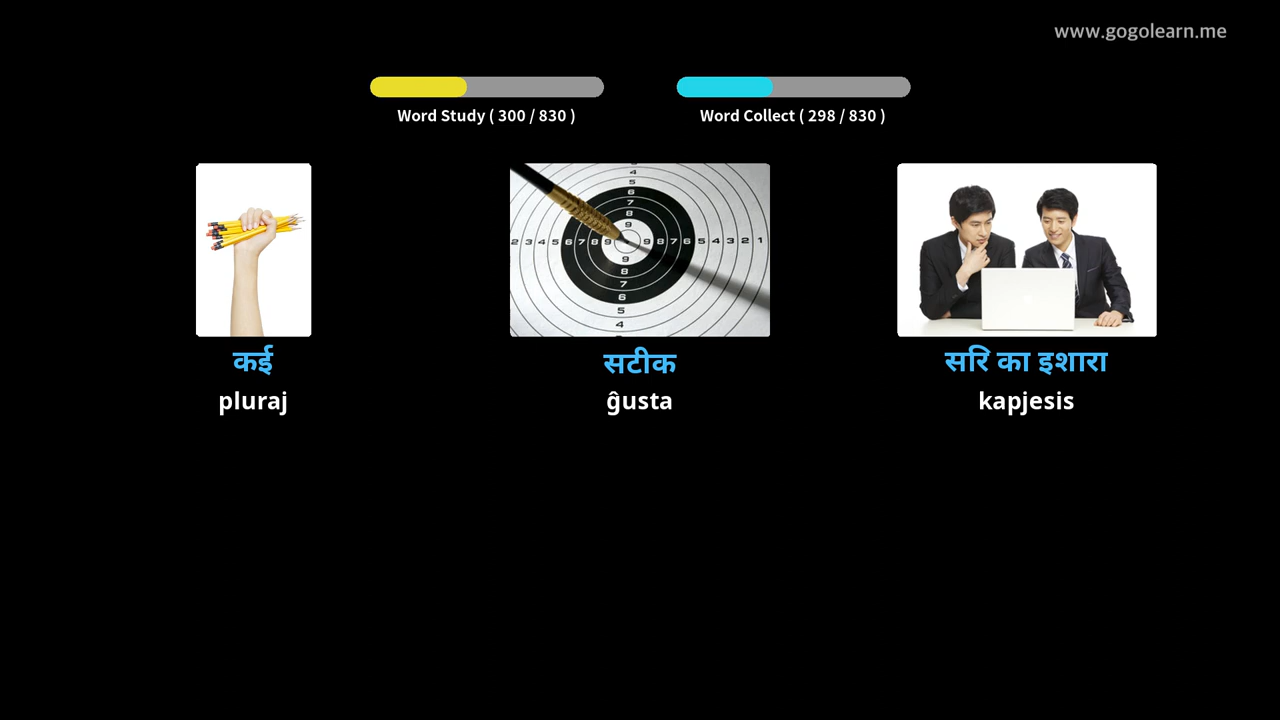 www.gogolearn.me
Word Study ( 300 / 830 )
Word Collect ( 298 / 830 )
कई
pluraj
सटीक
ĝusta
सरि का इशारा
kapjesis